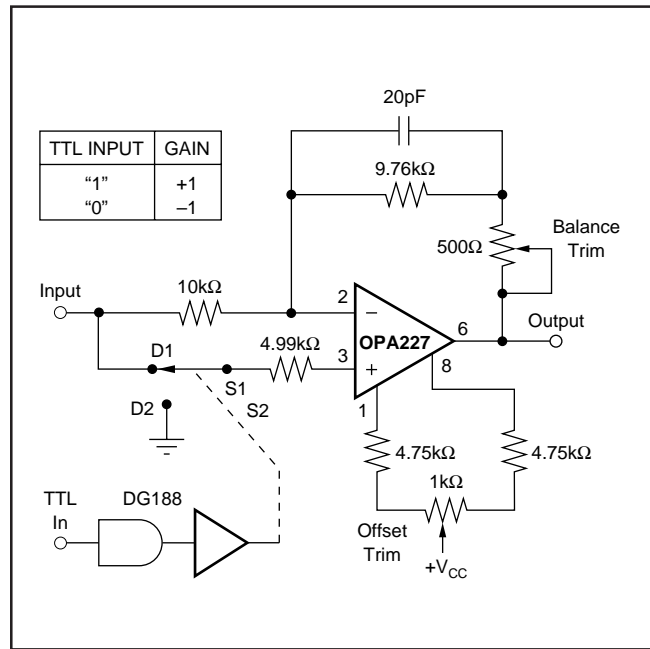 20pF
TTL INPUT GAIN
“1” +1
“0” –1
9.76kΩ
500Ω
Balance
Trim
Input
10kΩ
2
–
OPA227
6
Output
D1
S1
4.99kΩ
3
+
8
D2
S2
1
4.75kΩ
4.75kΩ
1kΩ
TTL
In
DG188
Offset
Trim
+VCC